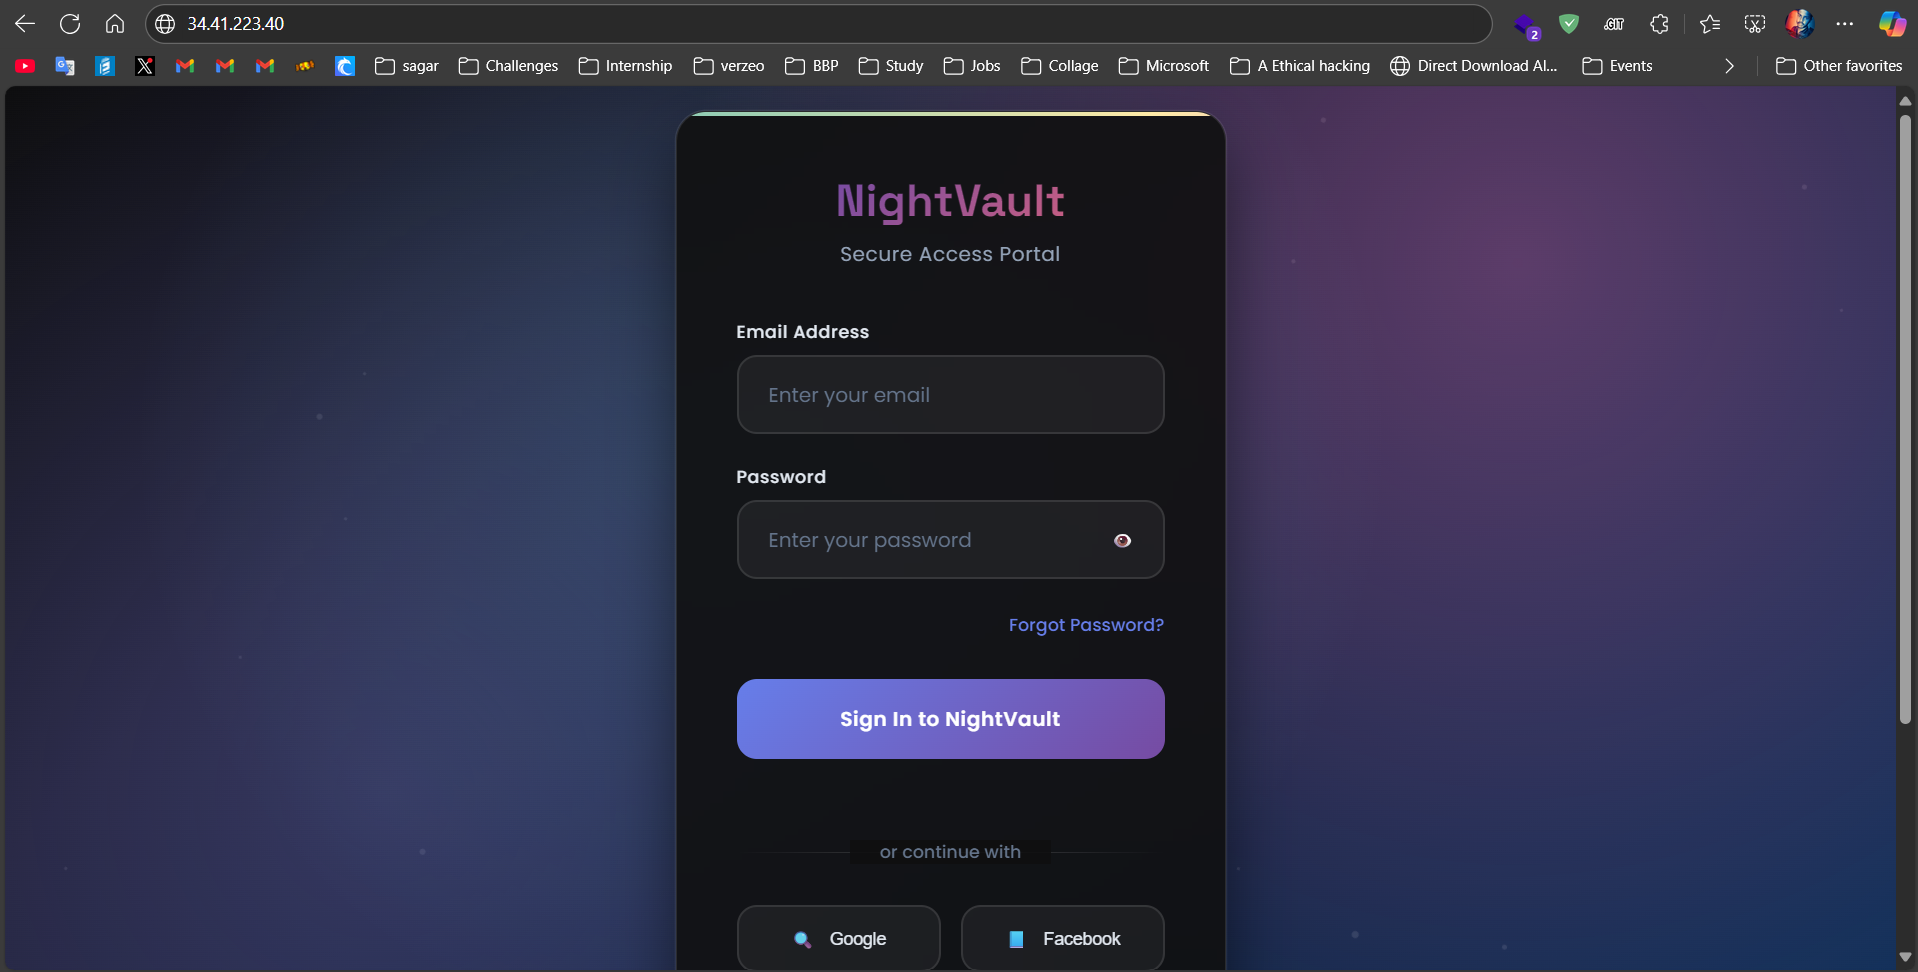 34.41.223.40
.GIT
2
sagar
Challenges
Internship
verzeo
BBP
Study
Jobs
Collage
Microsoft
A Ethical hacking
Direct Download Al...
Events
Other favorites
NightVault
Secure Access Portal
Email Address
Enter your email
Password
Enter your password
Forgot Password?
Sign In to NightVault
or continue with
Google
Facebook